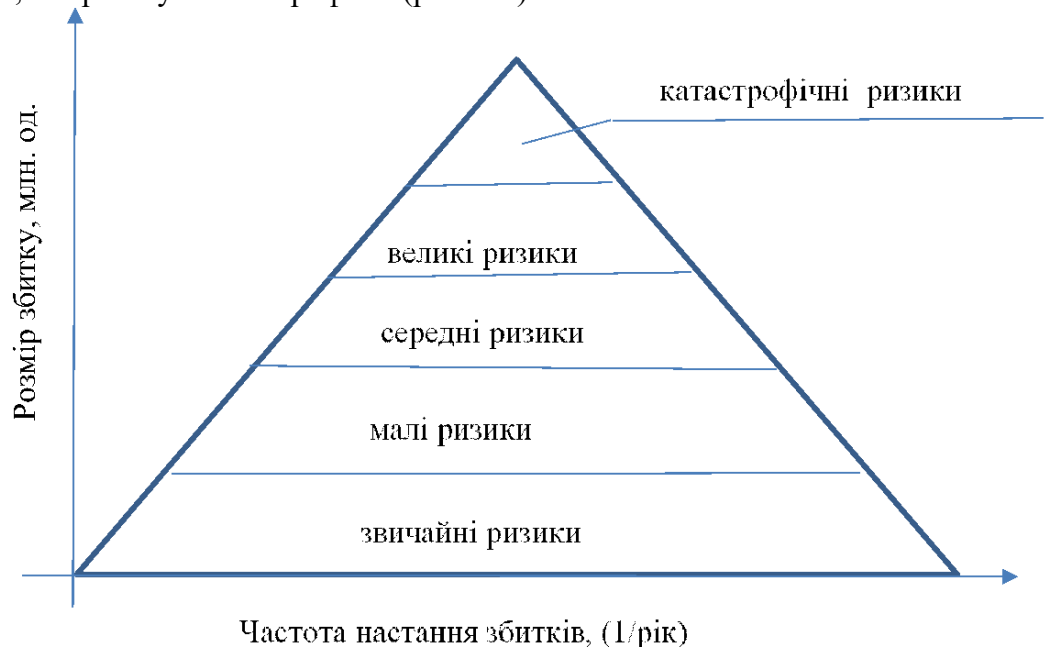 катастрофічні ризики
великі ризики
середні ризики
малі ризики
звичайні ризики
Розмір збитку, млн. од.
Частота настання збитків, (1/рік)